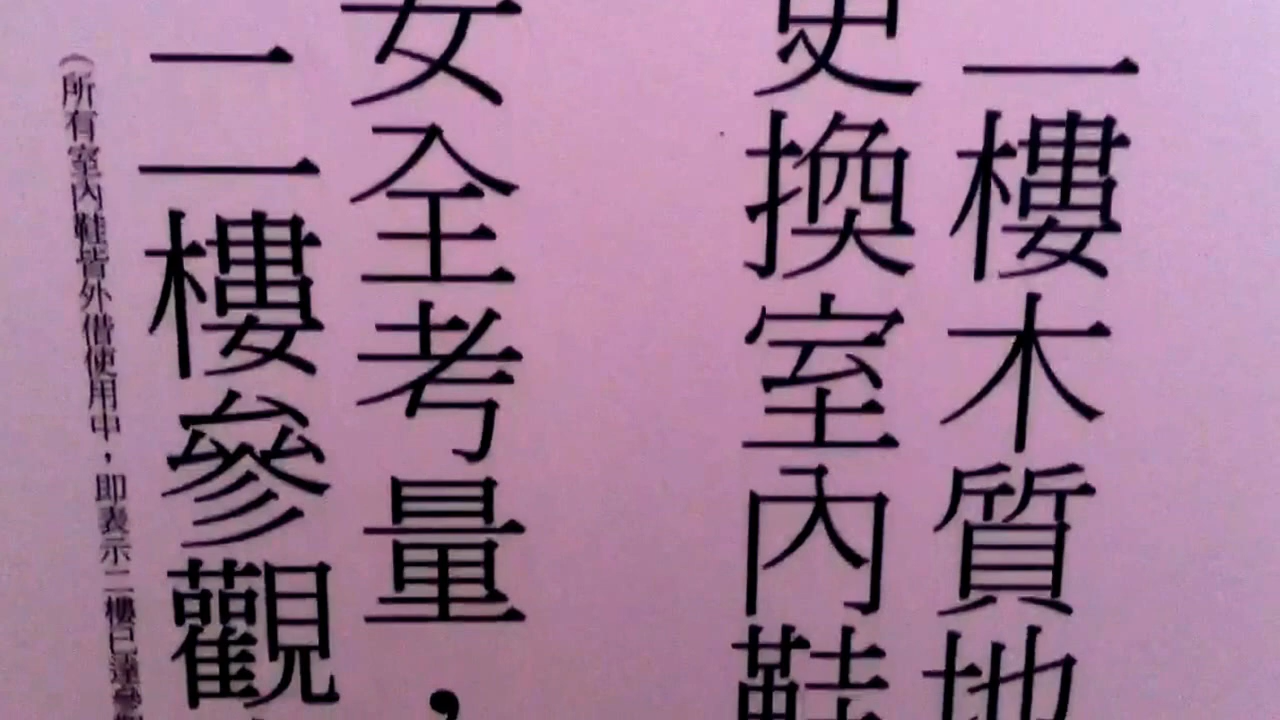 一樓木質地
更換室內鞋
安全考量，
二樓參觀
（所有室內鞋皆外借使用中，即表示二樓已達參